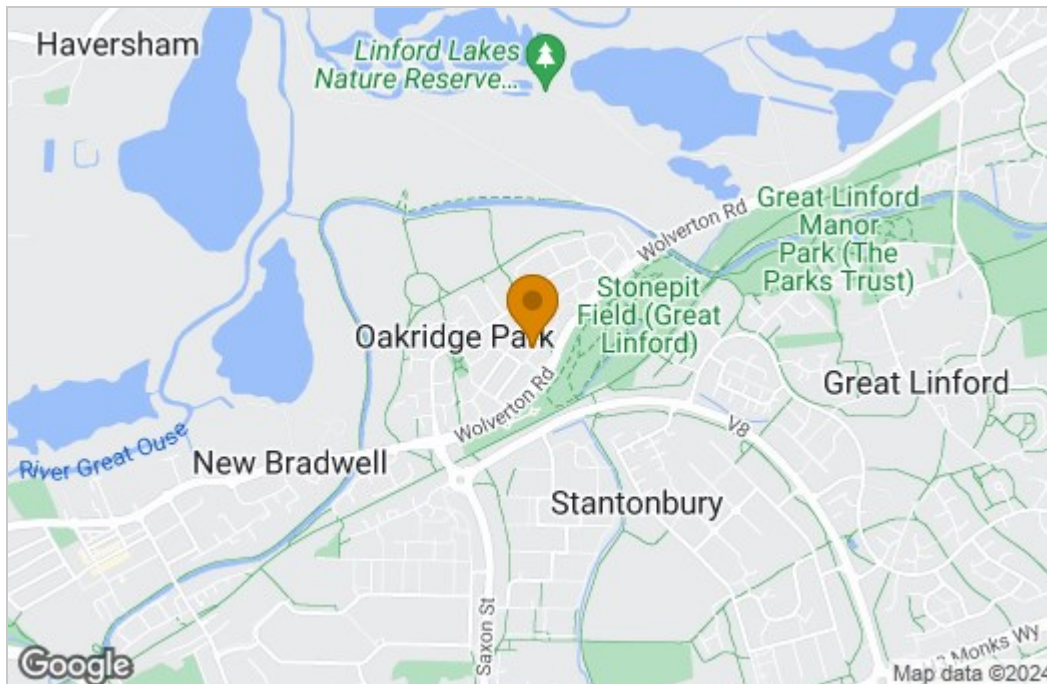 Haversham
Linford Lakes
Nature Reserve...
Wolverton Rd
Great Linford
Manor
Park (The
Parks Trust)
Stonepit
Field (Great
Linford)
Oakridge Park
Great Linford
Wolverton Rd
V8
River Great Ouse
New Bradwell
Stantonbury
Saxon St
Monks Wy
Google
Map data ©2024